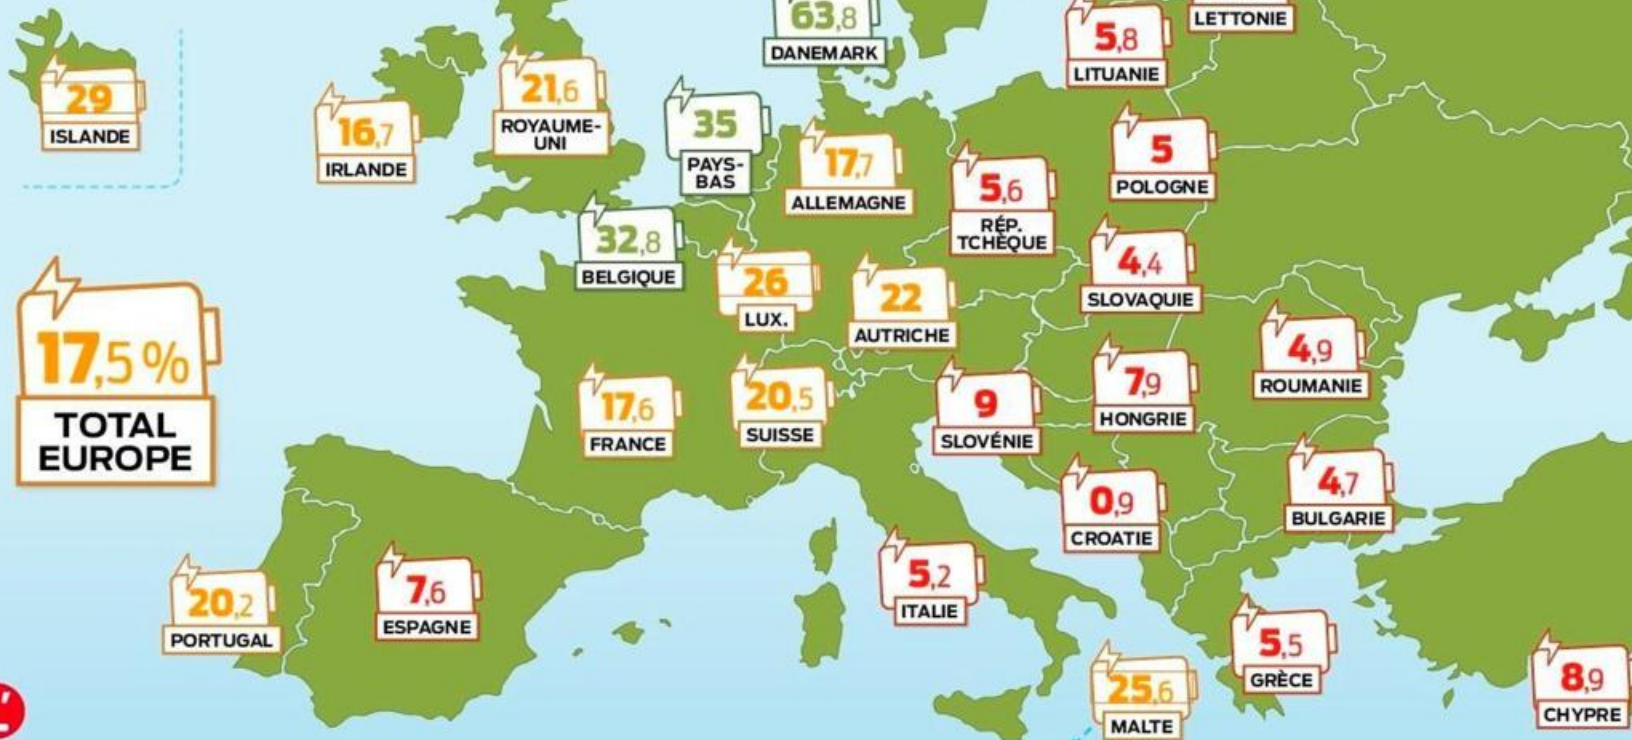 63,8
DANEMARK
LETTONIE
5,8
LITUANIE
29
ISLANDE
16,7
IRLANDE
21,6
ROYAUME-
UNI
35
PAYS-
BAS
17,7
ALLEMAGNE
5
POLOGNE
5,6
RÉP.
TCHÈQUE
32,8
BELGIQUE
26
LUX.
22
AUTRICHE
4,4
SLOVAQUIE
17,5 %
TOTAL
EUROPE
17,6
FRANCE
20,5
SUISSE
9
SLOVÉNIE
7,9
HONGRIE
4,9
ROUMANIE
0,9
CROATIE
4,7
BULGARIE
20,2
PORTUGAL
7,6
ESPAGNE
5,2
ITALIE
25,6
MALTE
5,5
GRÈCE
8,9
CHYPRE